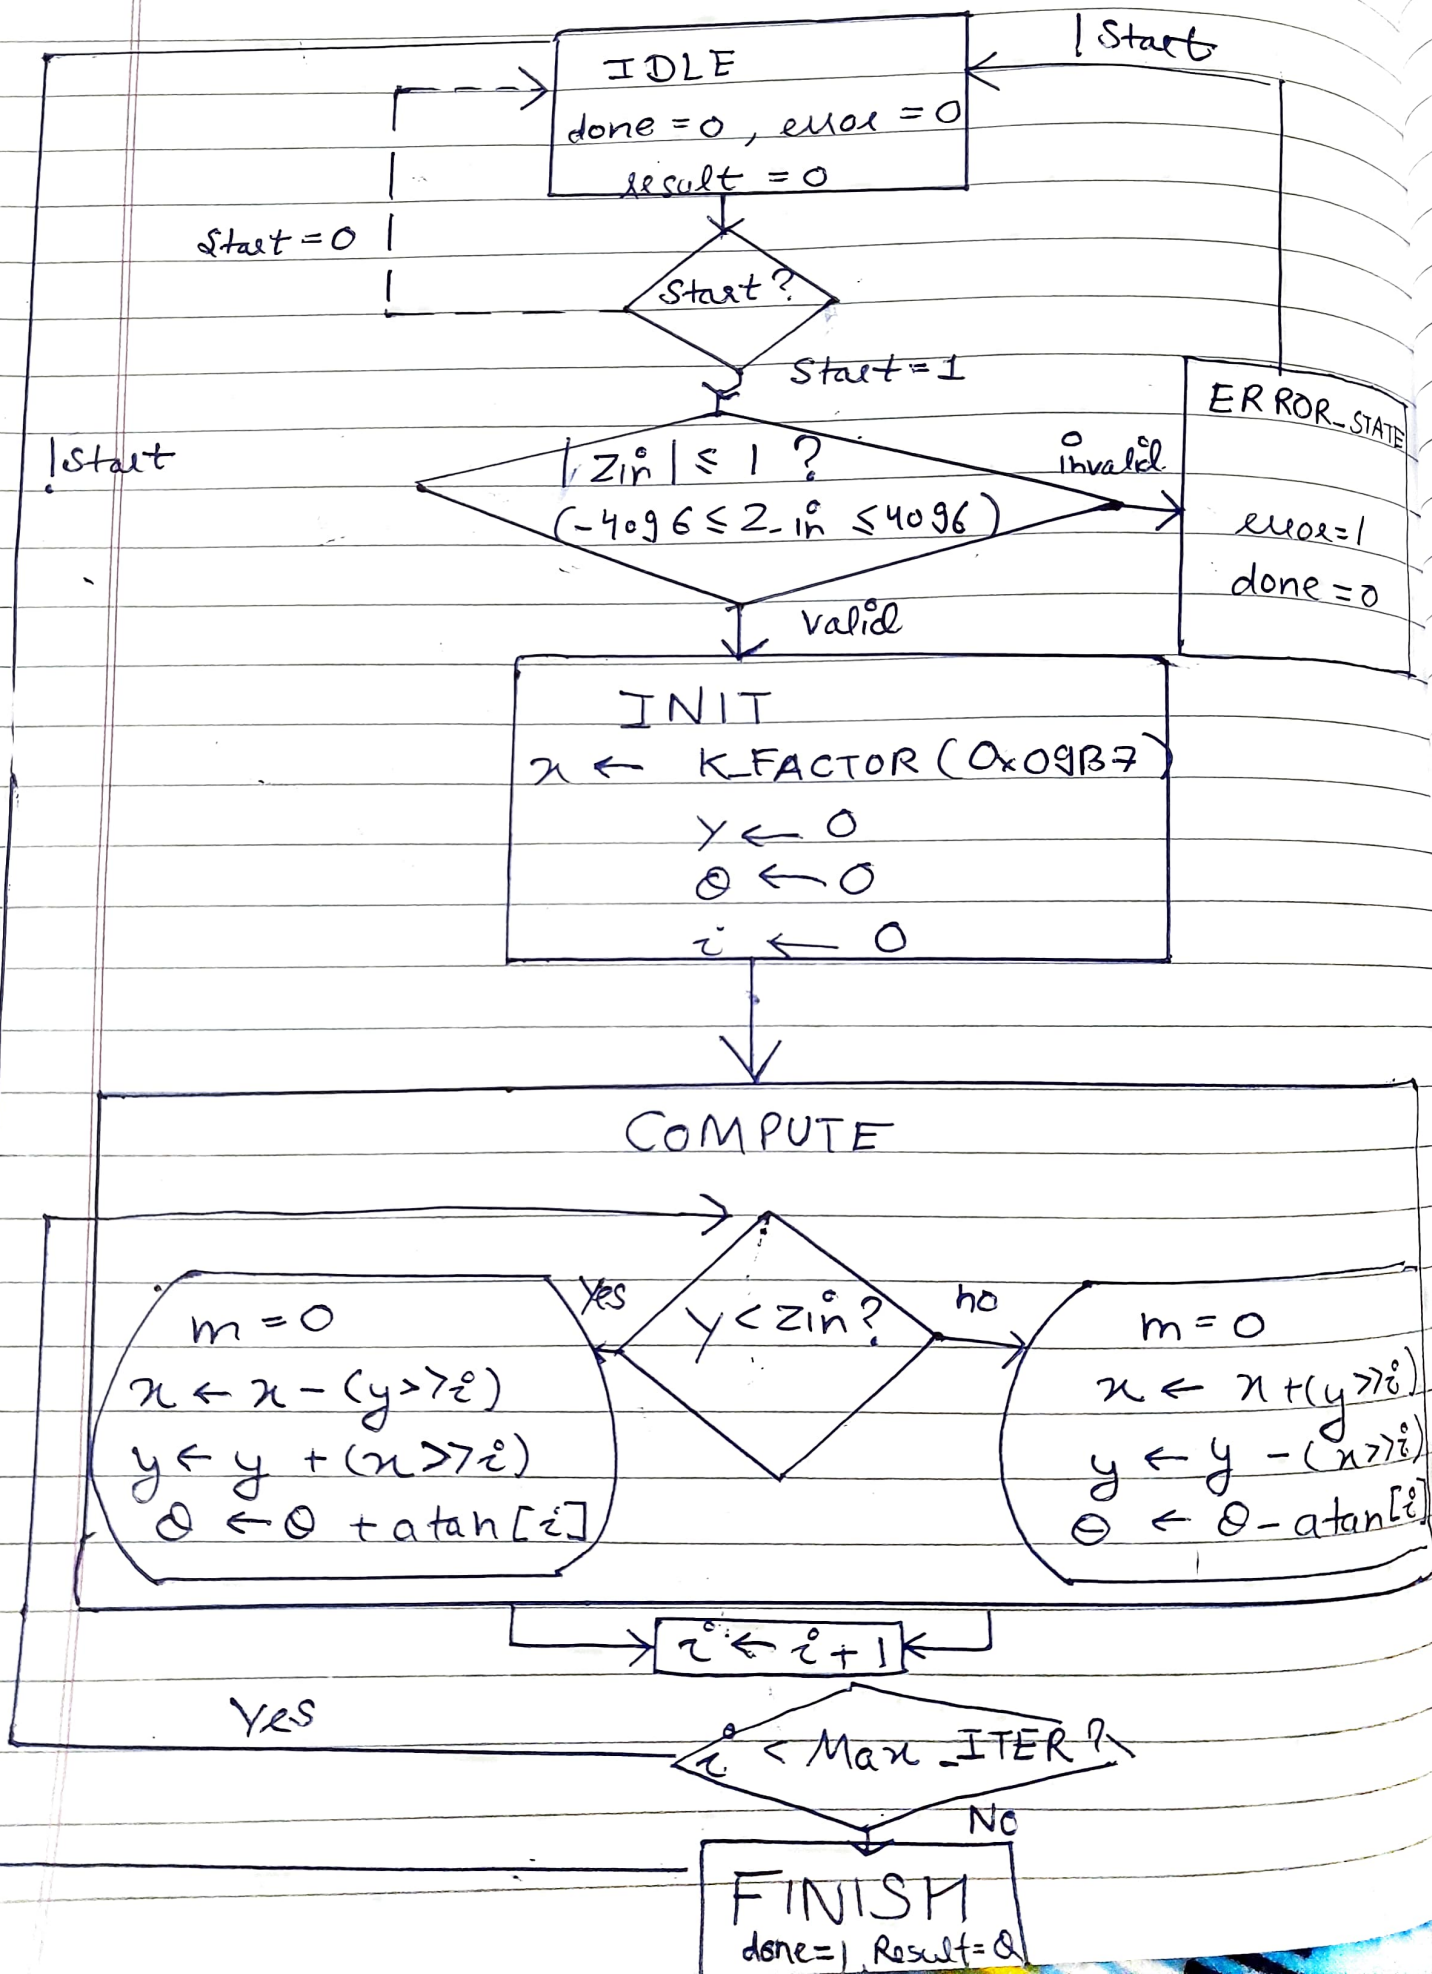 IDLE
done = 0, error = 0
result = 0
!Start
Start = 0
Start?
Start = 1
!Start
|Zin| ≤ 1 ?
(-4096 ≤ Z_in ≤ 4096)
invalid
ERROR_STATE
error = 1
done = 0
valid
INIT
x ← K_FACTOR (0x09B7)
y ← 0
θ ← 0
i ← 0
COMPUTE
y < Zin?
Yes
no
m = 0
x ← x - (y >> i)
y ← y + (x >> i)
θ ← θ + atan[i]
m = 0
x ← x + (y >> i)
y ← y - (x >> i)
θ ← θ - atan[i]
i ← i + 1
Yes
i < Max_ITER?
No
FINISH
done = 1, Result = θ